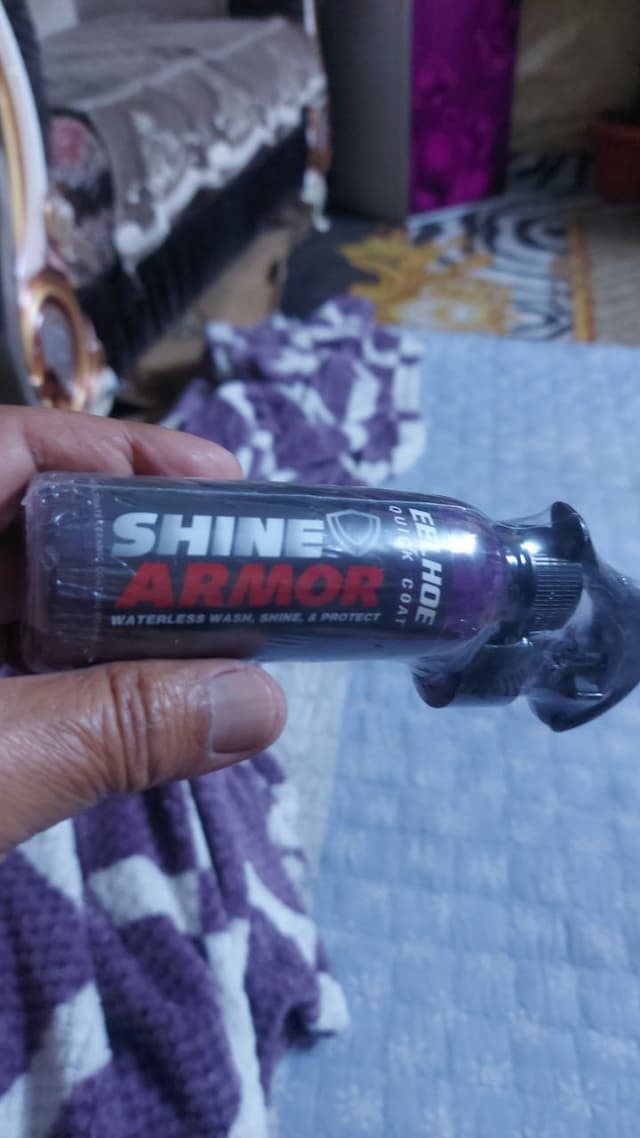 SHINE
ARMOR
WATERLESS WASH, SHINE, & PROTECT
EELHOE
QUICK COAT